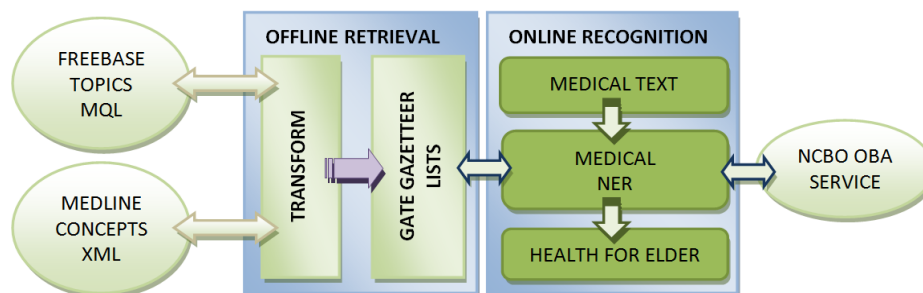 FREEBASE
TOPICS
MQL
MEDLINE
CONCEPTS
XML
OFFLINE RETRIEVAL
TRANSFORM
GATE GAZETTEER
LISTS
ONLINE RECOGNITION
MEDICAL TEXT
MEDICAL
NER
HEALTH FOR ELDER
NCBO OBA
SERVICE